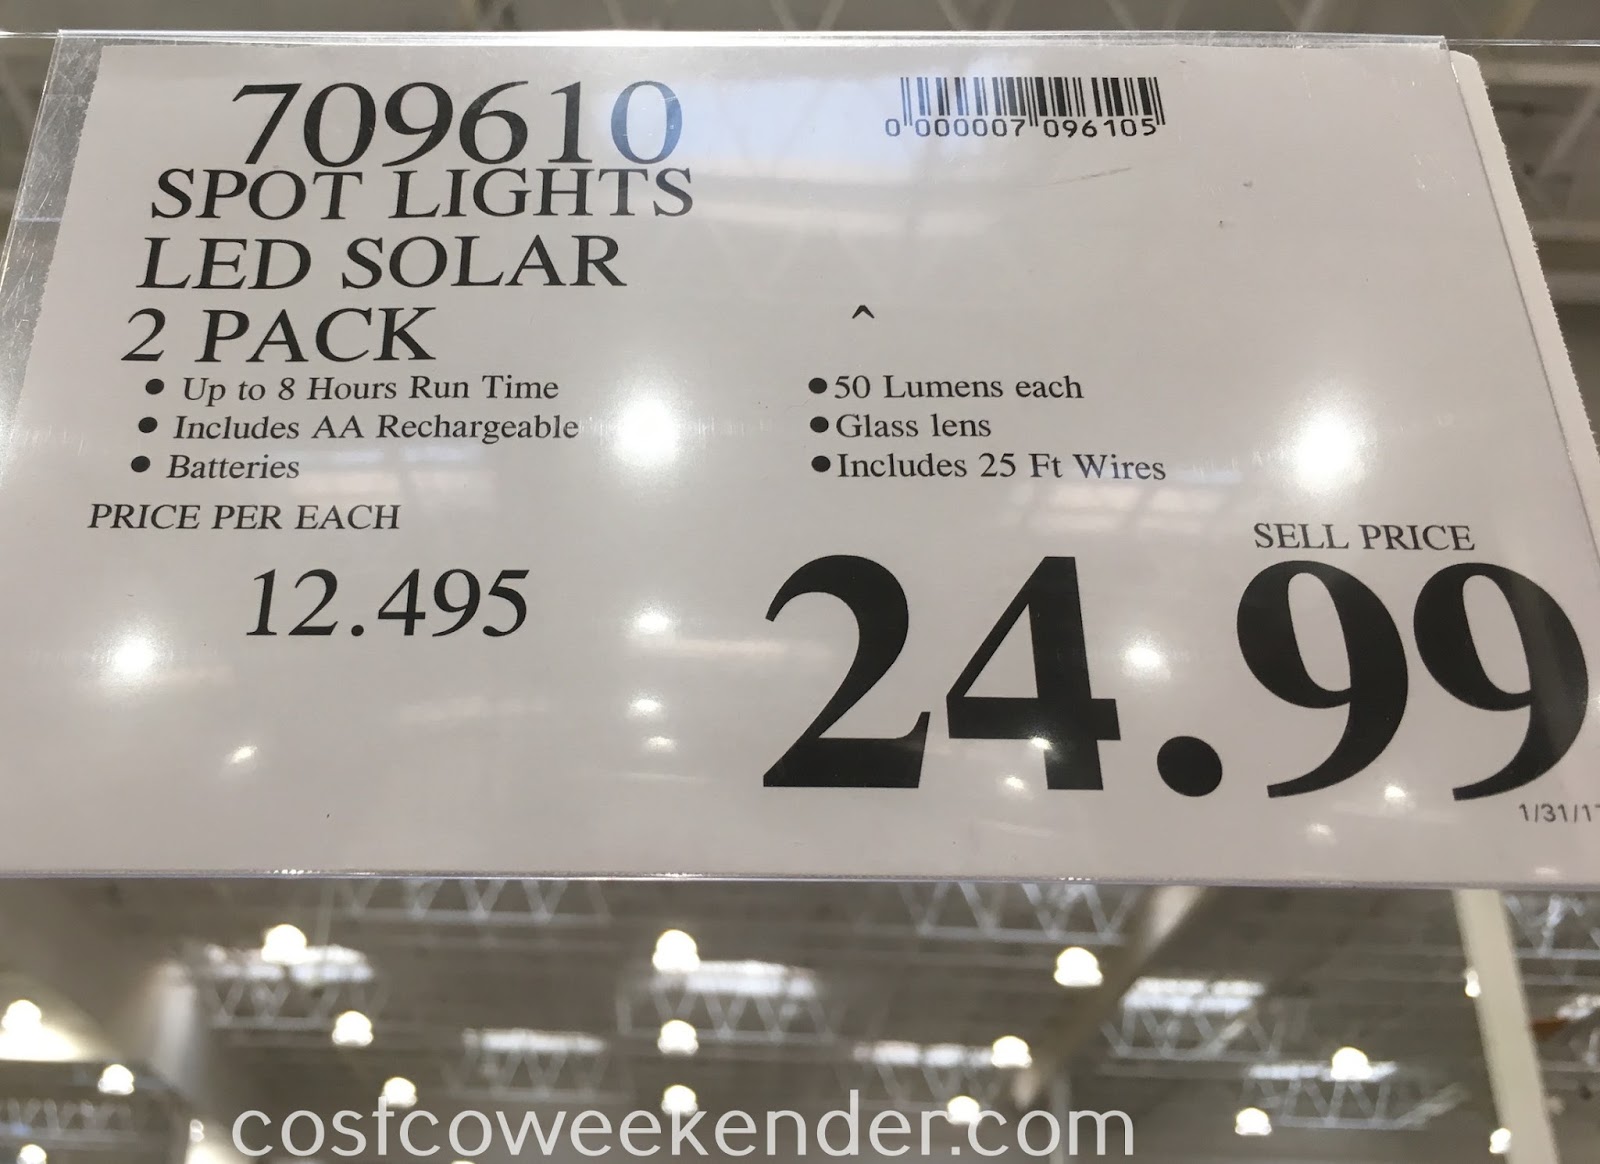 709610
0 000007 096105
SPOT LIGHTS
LED SOLAR
2 PACK
^
• Up to 8 Hours Run Time
• Includes AA Rechargeable
• Batteries
• 50 Lumens each
• Glass lens
• Includes 25 Ft Wires
PRICE PER EACH
12.495
SELL PRICE
24.99
1/31/17
costcoweekender.com